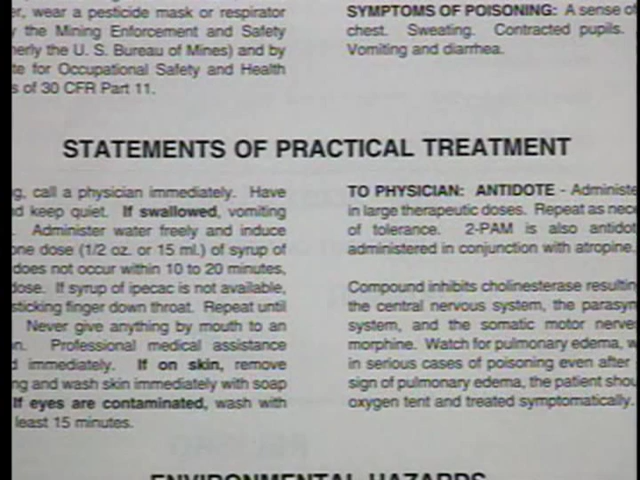 r, wear a pesticide mask or respirator
the Mining Enforcement and Safety
erly the U. S. Bureau of Mines) and by
te for Occupational Safety and Health
s of 30 CFR Part 11.
SYMPTOMS OF POISONING: A sense of
chest. Sweating. Contracted pupils.
Vomiting and diarrhea.
STATEMENTS OF PRACTICAL TREATMENT
g, call a physician immediately. Have
d keep quiet. If swallowed, vomiting
. Administer water freely and induce
one dose (1/2 oz. or 15 ml.) of syrup of
does not occur within 10 to 20 minutes,
dose. If syrup of ipecac is not available,
sticking finger down throat. Repeat until
Never give anything by mouth to an
n. Professional medical assistance
d immediately. If on skin, remove
ng and wash skin immediately with soap
If eyes are contaminated, wash with
least 15 minutes.
TO PHYSICIAN: ANTIDOTE - Administe
in large therapeutic doses. Repeat as nec
of tolerance. 2-PAM is also antidot
administered in conjunction with atropine.
Compound inhibits cholinesterase resultin
the central nervous system, the parasym
system, and the somatic motor nerve
morphine. Watch for pulmonary edema, w
in serious cases of poisoning even after
sign of pulmonary edema, the patient shou
oxygen tent and treated symptomatically.
ENVIRONMENTAL HAZARDS